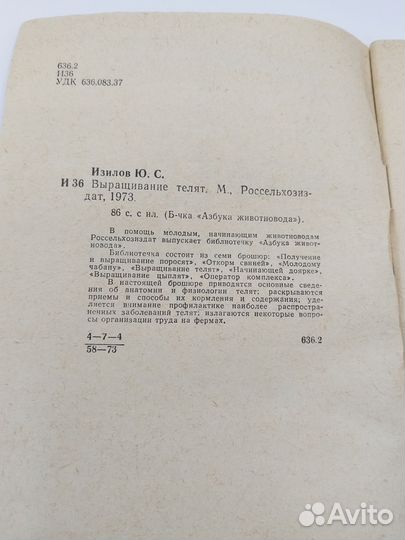 636.2
И36
УДК 636.083.37
Изилов Ю. С.
И 36 Выращивание телят. М., Россельхозиз-
дат, 1973.
86 с. с ил. (Б-чка «Азбука животновода»).
В помощь молодым, начинающим животноводам
Россельхозиздат выпускает библиотечку «Азбука живот-
новода».
Библиотечка состоит из семи брошюр: «Получение
и выращивание поросят», «Откорм свиней», «Молодому
чабану», «Выращивание телят», «Начинающей доярке»,
«Выращивание цыплят», «Оператор комплекса».
В настоящей брошюре приводятся основные сведе-
ния об анатомии и физиологии телят; раскрываются
приемы и способы их кормления и содержания; уде-
ляется внимание профилактике наиболее распростра-
ненных заболеваний телят; излагаются некоторые вопро-
сы организации труда на фермах.
4—7—4
58—73
636.2
Avito